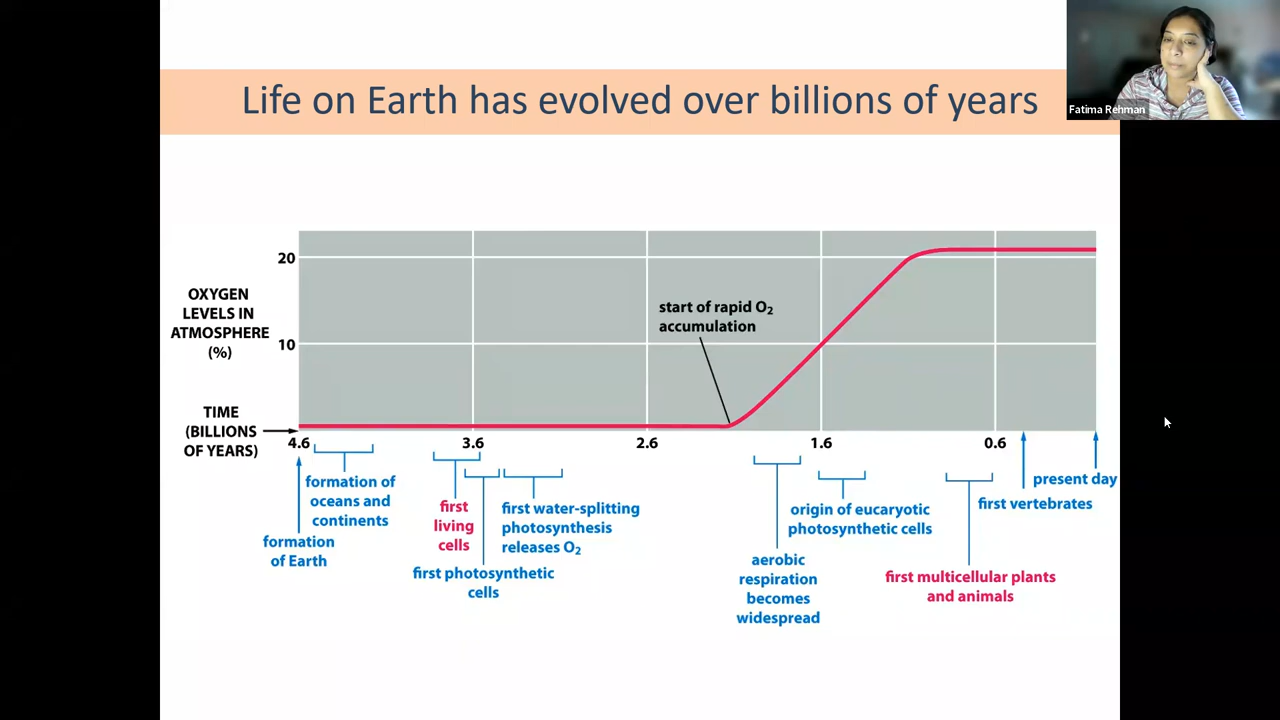 Life on Earth has evolved over billions of years
Fatima Rehman
20
OXYGEN
LEVELS IN
ATMOSPHERE
(%)
start of rapid O₂
accumulation
10
TIME
(BILLIONS
OF YEARS)
4.6
3.6
2.6
1.6
0.6
formation of
oceans and
continents
formation
of Earth
first
living
cells
first photosynthetic
cells
first water-splitting
photosynthesis
releases O₂
aerobic
respiration
becomes
widespread
origin of eucaryotic
photosynthetic cells
first multicellular plants
and animals
first vertebrates
present day